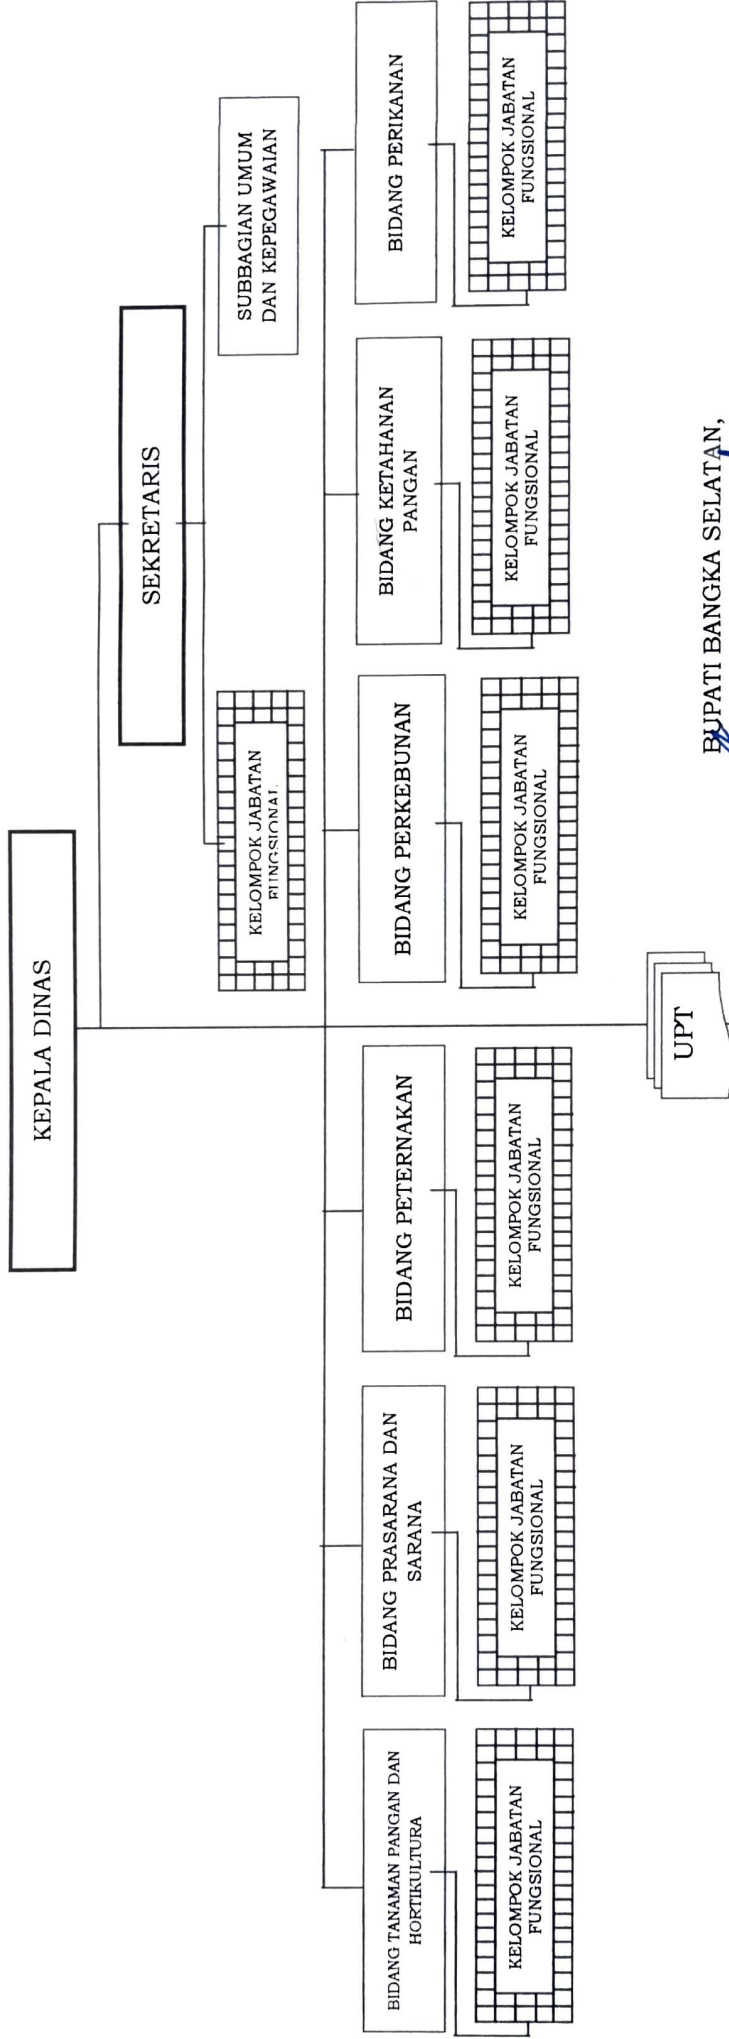 KEPALA DINAS
SEKRETARIS
KELOMPOK JABATAN
FUNGSIONAL
SUBBAGIAN UMUM
DAN KEPEGAWAIAN
BIDANG TANAMAN PANGAN DAN
HORTIKULTURA
BIDANG PRASARANA DAN
SARANA
BIDANG PETERNAKAN
BIDANG PERKEBUNAN
BIDANG KETAHANAN
PANGAN
BIDANG PERIKANAN
KELOMPOK JABATAN
FUNGSIONAL
KELOMPOK JABATAN
FUNGSIONAL
KELOMPOK JABATAN
FUNGSIONAL
KELOMPOK JABATAN
FUNGSIONAL
KELOMPOK JABATAN
FUNGSIONAL
KELOMPOK JABATAN
FUNGSIONAL
UPT
BUPATI BANGKA SELATAN,